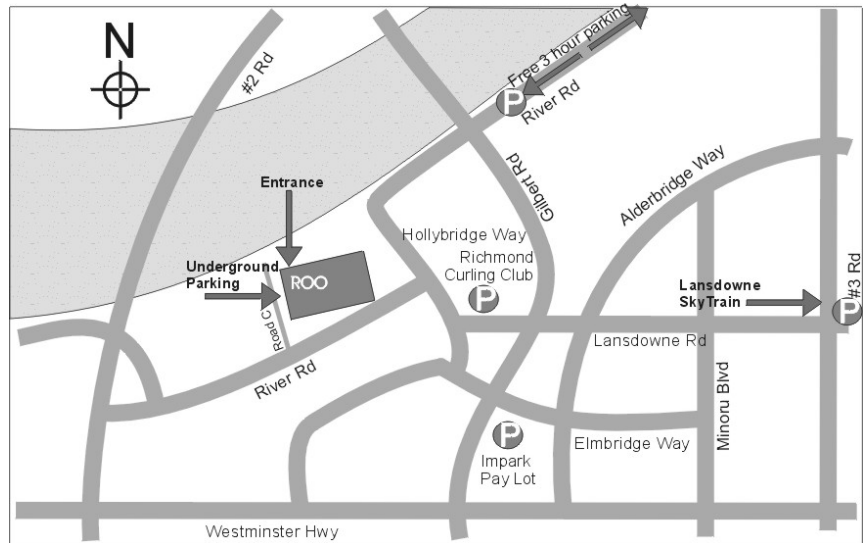 N
#2 Rd
Free 3 hour parking
P
River Rd
Gilbert Rd
Alderbridge Way
Entrance
Hollybridge Way
Richmond
Curling Club
P
Underground
Parking
ROO
Road C
River Rd
Lansdowne
SkyTrain
#3 Rd
P
Lansdowne Rd
Minoru Blvd
P
Impark
Pay Lot
Elmbridge Way
Westminster Hwy